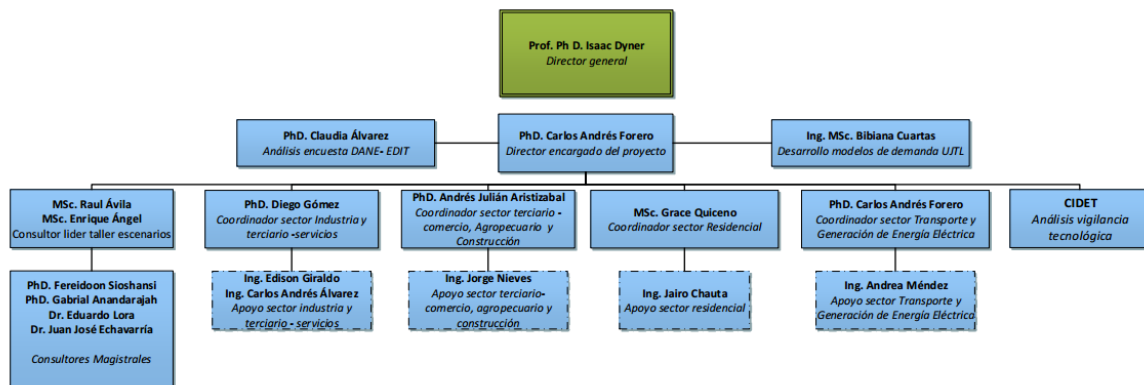 Prof. Ph D. Isaac Dyner
Director general
PhD. Claudia Álvarez
Análisis encuesta DANE- EDIT
PhD. Carlos Andrés Forero
Director encargado del proyecto
Ing. MSc. Bibiana Cuartas
Desarrollo modelos de demanda UJTL
MSc. Raul Ávila
MSc. Enrique Ángel
Consultor lider taller escenarios
PhD. Diego Gómez
Coordinador sector Industria y
terciario -servicios
PhD. Andrés Julián Aristizabal
Coordinador sector terciario -
comercio, Agropecuario y
Construcción
MSc. Grace Quiceno
Coordinador sector Residencial
PhD. Carlos Andrés Forero
Coordinador sector Transporte y
Generación de Energía Eléctrica
CIDET
Análisis vigilancia
tecnológica
PhD. Fereidoon Sioshansi
PhD. Gabrial Anandarajah
Dr. Eduardo Lora
Dr. Juan José Echavarría
Consultores Magistrales
Ing. Edison Giraldo
Ing. Carlos Andrés Álvarez
Apoyo sector industria y
terciario - servicios
Ing. Jorge Nieves
Apoyo sector terciario-
comercio, agropecuario y
construcción
Ing. Jairo Chauta
Apoyo sector residencial
Ing. Andrea Méndez
Apoyo sector Transporte y
Generación de Energía Eléctrica